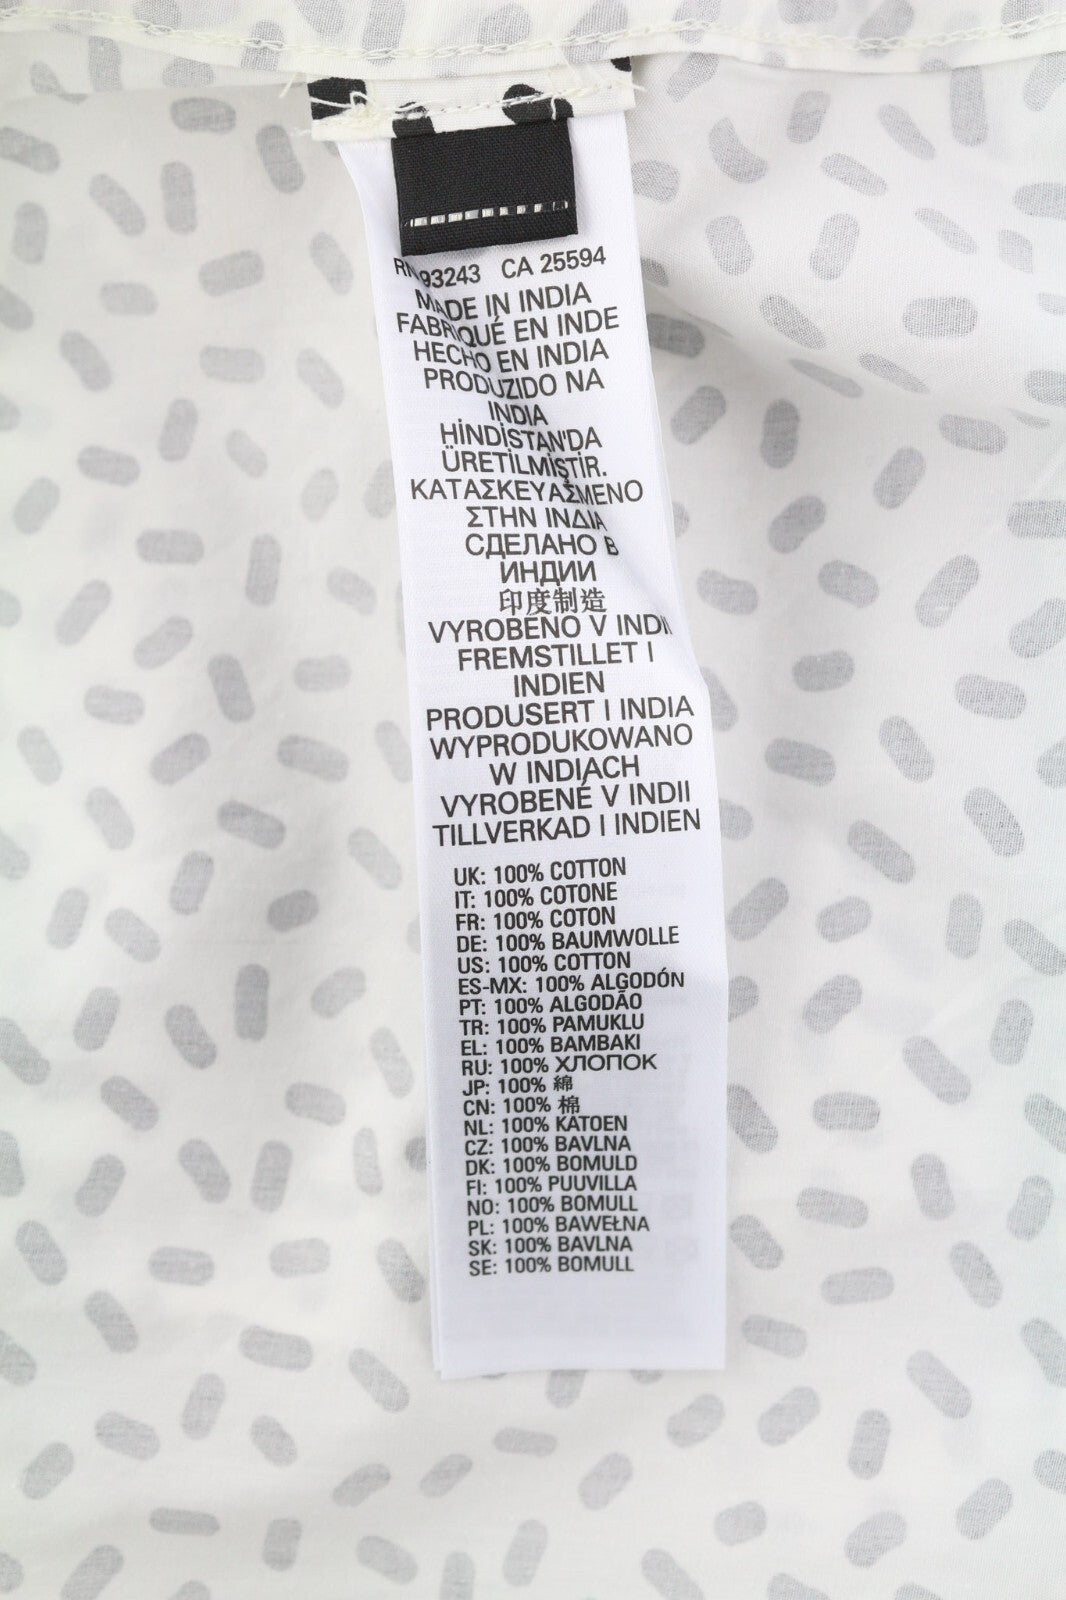 RN 93243 CA 25594
MADE IN INDIA
FABRIQUÉ EN INDE
HECHO EN INDIA
PRODUZIDO NA
INDIA
HİNDİSTAN'DA
ÜRETİLMİŞTİR.
ΚΑΤΑΣΚΕΥΑΣΜΕΝΟ
ΣΤΗΝ ΙΝΔΙΑ
СДЕЛАНО В
ИНДИИ
印度制造
VYROBENO V INDII
FREMSTILLET I
INDIEN
PRODUSERT I INDIA
WYPRODUKOWANO
W INDIACH
VYROBENÉ V INDII
TILLVERKAD I INDIEN
UK: 100% COTTON
IT: 100% COTONE
FR: 100% COTON
DE: 100% BAUMWOLLE
US: 100% COTTON
ES-MX: 100% ALGODÓN
PT: 100% ALGODÃO
TR: 100% PAMUKLU
EL: 100% ΒΑΜΒΑΚΙ
RU: 100% ХЛОПОК
JP: 100% 綿
CN: 100% 棉
NL: 100% KATOEN
CZ: 100% BAVLNA
DK: 100% BOMULD
FI: 100% PUUVILLA
NO: 100% BOMULL
PL: 100% BAWEŁNA
SK: 100% BAVLNA
SE: 100% BOMULL